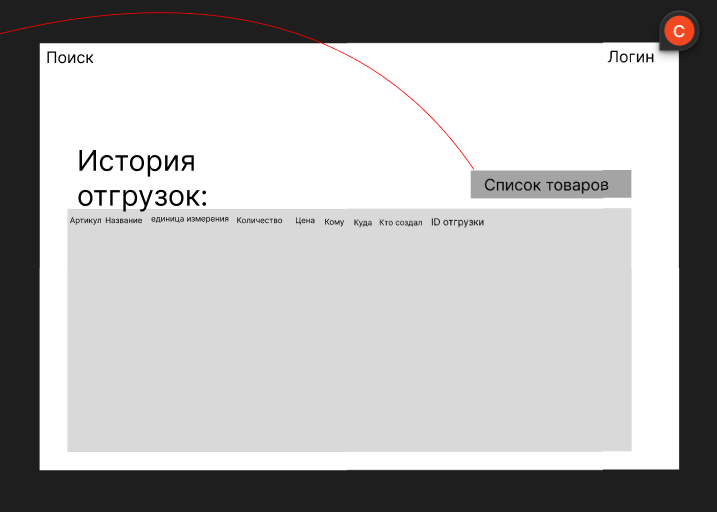 C
Поиск
Логин
История
отгрузок:
Список товаров
Артикул Название единица измерения Количество Цена Кому Куда Кто создал ID отгрузки